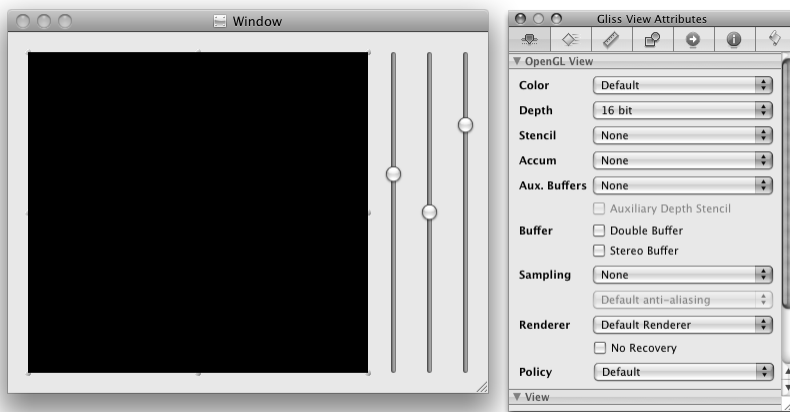 Window
Gliss View Attributes
OpenGL View
Color Default
Depth 16 bit
Stencil None
Accum None
Aux. Buffers None
Auxiliary Depth Stencil
Buffer Double Buffer
Stereo Buffer
Sampling None
Default anti-aliasing
Renderer Default Renderer
No Recovery
Policy Default
View